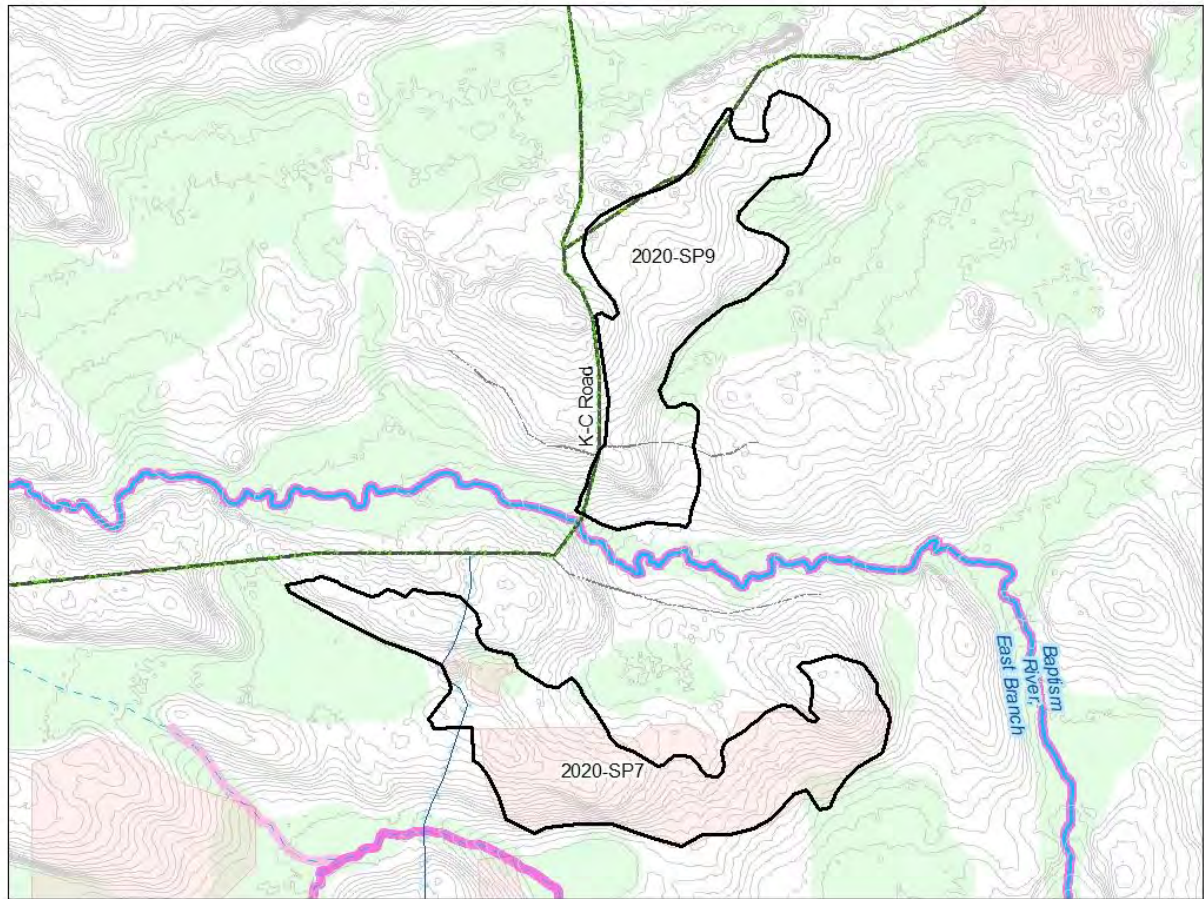 2020-SP9
K-C Road
Baptism
River,
East Branch
2020-SP7